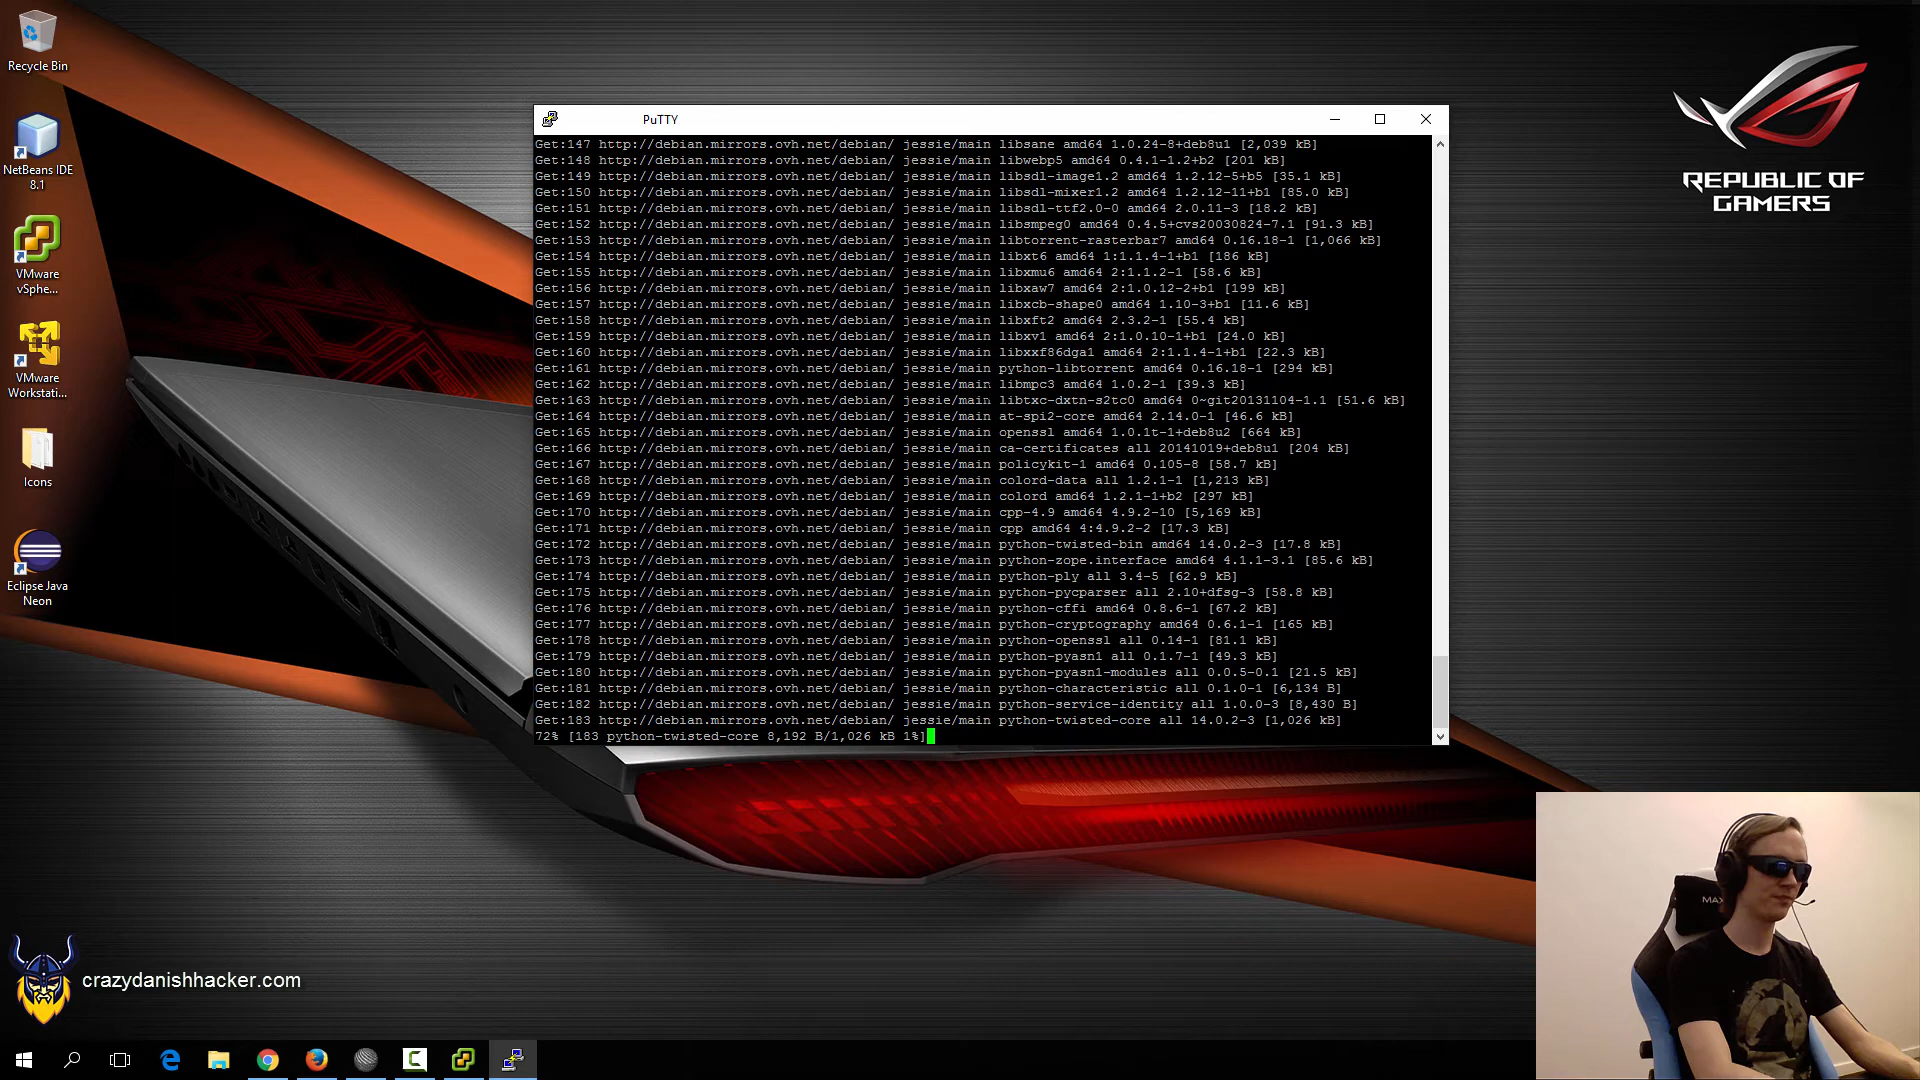 Recycle Bin
NetBeans IDE
8.1
VMware
vSphe...
VMware
Workstati...
Icons
Eclipse Java
Neon
PuTTY
Get:147 http://debian.mirrors.ovh.net/debian/ jessie/main libsane amd64 1.0.24-8+deb8u1 [2,039 kB]
Get:148 http://debian.mirrors.ovh.net/debian/ jessie/main libwebp5 amd64 0.4.1-1.2+b2 [201 kB]
Get:149 http://debian.mirrors.ovh.net/debian/ jessie/main libsdl-image1.2 amd64 1.2.12-5+b5 [35.1 kB]
Get:150 http://debian.mirrors.ovh.net/debian/ jessie/main libsdl-mixer1.2 amd64 1.2.12-11+b1 [85.0 kB]
Get:151 http://debian.mirrors.ovh.net/debian/ jessie/main libsdl-ttf2.0-0 amd64 2.0.11-3 [18.2 kB]
Get:152 http://debian.mirrors.ovh.net/debian/ jessie/main libsmpeg0 amd64 0.4.5+cvs20030824-7.1 [91.3 kB]
Get:153 http://debian.mirrors.ovh.net/debian/ jessie/main libtorrent-rasterbar7 amd64 0.16.18-1 [1,066 kB]
Get:154 http://debian.mirrors.ovh.net/debian/ jessie/main libxt6 amd64 1:1.1.4-1+b1 [186 kB]
Get:155 http://debian.mirrors.ovh.net/debian/ jessie/main libxmu6 amd64 2:1.1.2-1 [58.6 kB]
Get:156 http://debian.mirrors.ovh.net/debian/ jessie/main libxaw7 amd64 2:1.0.12-2+b1 [199 kB]
Get:157 http://debian.mirrors.ovh.net/debian/ jessie/main libxcb-shape0 amd64 1.10-3+b1 [11.6 kB]
Get:158 http://debian.mirrors.ovh.net/debian/ jessie/main libxft2 amd64 2.3.2-1 [55.4 kB]
Get:159 http://debian.mirrors.ovh.net/debian/ jessie/main libxv1 amd64 2:1.0.10-1+b1 [24.0 kB]
Get:160 http://debian.mirrors.ovh.net/debian/ jessie/main libxxf86dga1 amd64 2:1.1.4-1+b1 [22.3 kB]
Get:161 http://debian.mirrors.ovh.net/debian/ jessie/main python-libtorrent amd64 0.16.18-1 [294 kB]
Get:162 http://debian.mirrors.ovh.net/debian/ jessie/main libmpc3 amd64 1.0.2-1 [39.3 kB]
Get:163 http://debian.mirrors.ovh.net/debian/ jessie/main libtxc-dxtn-s2tc0 amd64 0~git20131104-1.1 [51.6 kB]
Get:164 http://debian.mirrors.ovh.net/debian/ jessie/main at-spi2-core amd64 2.14.0-1 [46.6 kB]
Get:165 http://debian.mirrors.ovh.net/debian/ jessie/main openssl amd64 1.0.1t-1+deb8u2 [664 kB]
Get:166 http://debian.mirrors.ovh.net/debian/ jessie/main ca-certificates all 20141019+deb8u1 [204 kB]
Get:167 http://debian.mirrors.ovh.net/debian/ jessie/main policykit-1 amd64 0.105-8 [58.7 kB]
Get:168 http://debian.mirrors.ovh.net/debian/ jessie/main colord-data all 1.2.1-1 [1,213 kB]
Get:169 http://debian.mirrors.ovh.net/debian/ jessie/main colord amd64 1.2.1-1+b2 [297 kB]
Get:170 http://debian.mirrors.ovh.net/debian/ jessie/main cpp-4.9 amd64 4.9.2-10 [5,169 kB]
Get:171 http://debian.mirrors.ovh.net/debian/ jessie/main cpp amd64 4:4.9.2-2 [17.3 kB]
Get:172 http://debian.mirrors.ovh.net/debian/ jessie/main python-twisted-bin amd64 14.0.2-3 [17.8 kB]
Get:173 http://debian.mirrors.ovh.net/debian/ jessie/main python-zope.interface amd64 4.1.1-3.1 [85.6 kB]
Get:174 http://debian.mirrors.ovh.net/debian/ jessie/main python-ply all 3.4-5 [62.9 kB]
Get:175 http://debian.mirrors.ovh.net/debian/ jessie/main python-pycparser all 2.10+dfsg-3 [58.8 kB]
Get:176 http://debian.mirrors.ovh.net/debian/ jessie/main python-cffi amd64 0.8.6-1 [67.2 kB]
Get:177 http://debian.mirrors.ovh.net/debian/ jessie/main python-cryptography amd64 0.6.1-1 [165 kB]
Get:178 http://debian.mirrors.ovh.net/debian/ jessie/main python-openssl all 0.14-1 [81.1 kB]
Get:179 http://debian.mirrors.ovh.net/debian/ jessie/main python-pyasn1 all 0.1.7-1 [49.3 kB]
Get:180 http://debian.mirrors.ovh.net/debian/ jessie/main python-pyasn1-modules all 0.0.5-0.1 [21.5 kB]
Get:181 http://debian.mirrors.ovh.net/debian/ jessie/main python-characteristic all 0.1.0-1 [6,134 B]
Get:182 http://debian.mirrors.ovh.net/debian/ jessie/main python-service-identity all 1.0.0-3 [8,430 B]
Get:183 http://debian.mirrors.ovh.net/debian/ jessie/main python-twisted-core all 14.0.2-3 [1,026 kB]
72% [183 python-twisted-core 8,192 B/1,026 kB 1%]
REPUBLIC OF
GAMERS
MAX
crazydanishhacker.com